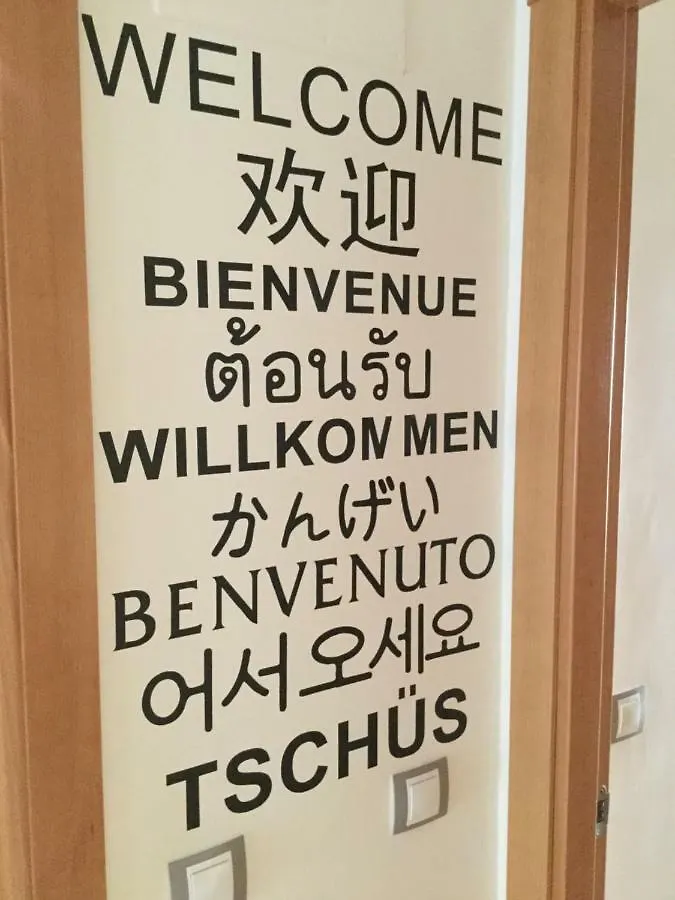 WELCOME
欢迎
BIENVENUE
ต้อนรับ
WILLKOMMEN
かんげい
BENVENUTO
어서오세요
TSCHÜS